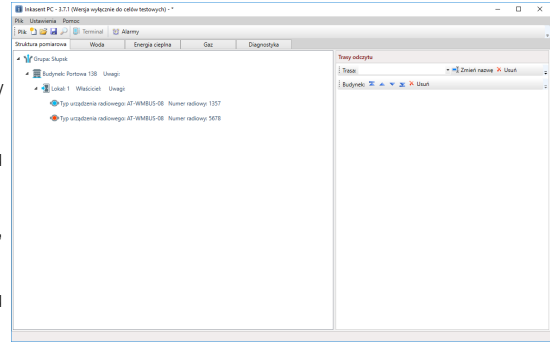 Inkasent PC - 3.7.1 (Wersja wyłącznie do celów testowych) - *
Plik Ustawienia Pomoc
Plik: Terminal Alarmy
Struktura pomiarowa Woda Energia cieplna Gaz Diagnostyka
Grupa: Słupsk
Budynek: Portowa 13B Uwagi:
Lokal: 1 Właściciel: Uwagi:
Typ urządzenia radiowego: AT-WMBUS-08 Numer radiowy: 1357
Typ urządzenia radiowego: AT-WMBUS-08 Numer radiowy: 5678
Trasy odczytu
Trasa: Zmień nazwę Usuń
Budynek: Usuń